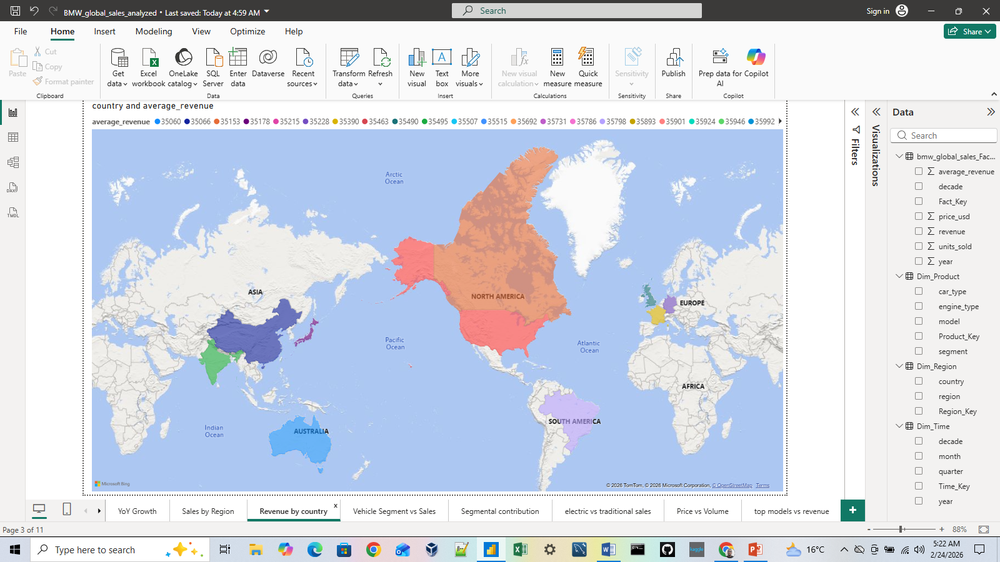 BMW_global_sales_analyzed • Last saved: Today at 4:59 AM
Search
Sign in
File
Home
Insert
Modeling
View
Optimize
Help
Share
Paste
Cut
Copy
Format painter
Clipboard
Get data
Excel workbook
OneLake catalog
SQL Server
Enter data
Dataverse
Recent sources
Data
Transform data
Refresh
Queries
New visual
Text box
More visuals
Insert
New visual calculation
New measure
Quick measure
Calculations
Sensitivity
Sensitivity
Publish
Share
Prep data for AI
Copilot
Copilot
country and average_revenue
average_revenue 35060 35066 35153 35178 35215 35228 35390 35463 35490 35495 35507 35515 35692 35731 35786 35798 35893 35901 35924 35946 35992
Arctic Ocean
ASIA
NORTH AMERICA
EUROPE
Pacific Ocean
Atlantic Ocean
AFRICA
SOUTH AMERICA
Indian Ocean
AUSTRALIA
Microsoft Bing
© 2026 TomTom, © 2026 Microsoft Corporation, © OpenStreetMap Terms
Filters
Visualizations
Data
Search
bmw_global_sales_Fac...
average_revenue
decade
Fact_Key
price_usd
revenue
units_sold
year
Dim_Product
car_type
engine_type
model
Product_Key
segment
Dim_Region
country
region
Region_Key
Dim_Time
decade
month
quarter
Time_Key
year
DAX
TMDL
YoY Growth
Sales by Region
Revenue by country
x
Vehicle Segment vs Sales
Segmental contribution
electric vs traditional sales
Price vs Volume
top models vs revenue
+
Page 3 of 11
- + 88%
Type here to search
kaggle
16°C
5:22 AM
2/24/2026